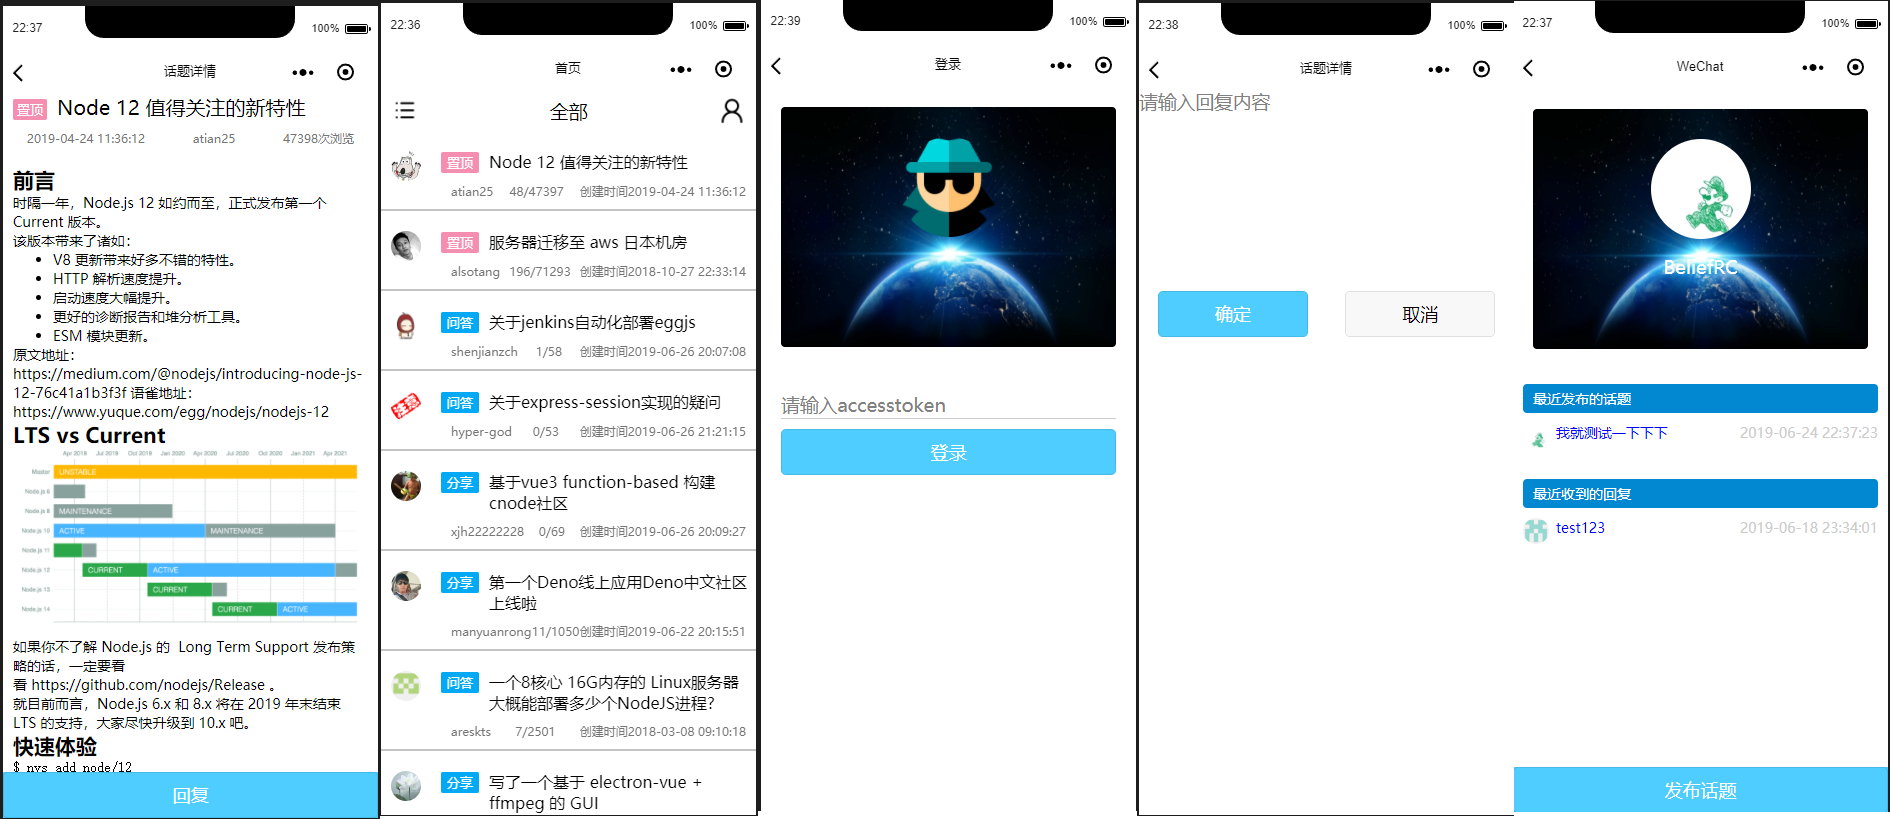 22:37
100%
话题详情
置顶 Node 12 值得关注的新特性
2019-04-24 11:36:12 atian25 47398次浏览
前言
时隔一年，Node.js 12 如约而至，正式发布第一个
Current 版本。
该版本带来了诸如：
V8 更新带来好多不错的特性。
HTTP 解析速度提升。
启动速度大幅提升。
更好的诊断报告和堆分析工具。
ESM 模块更新。
原文地址：
https://medium.com/@nodejs/introducing-node-js-
12-76c41a1b3f3f 语雀地址：
https://www.yuque.com/egg/nodejs/nodejs-12
LTS vs Current
Apr 2019 Jul 2019 Oct 2019 Jan 2020 Apr 2020 Jul 2020 Oct 2020 Jan 2021 Apr 2021
Master UNSTABLE
Node.js 6
Node.js 8 MAINTENANCE
Node.js 10 ACTIVE MAINTENANCE
Node.js 11
Node.js 12 CURRENT ACTIVE
Node.js 13 CURRENT
Node.js 14 CURRENT ACTIVE
如果你不了解 Node.js 的 Long Term Support 发布策
略的话，一定要看
看 https://github.com/nodejs/Release 。
就目前而言，Node.js 6.x 和 8.x 将在 2019 年末结束
LTS 的支持，大家尽快升级到 10.x 吧。
快速体验
$ nvs add node/12
回复
22:36
100%
首页
全部
置顶 Node 12 值得关注的新特性
atian25 48/47397 创建时间2019-04-24 11:36:12
置顶 服务器迁移至 aws 日本机房
alsotang 196/71293 创建时间2018-10-27 22:33:14
问答 关于jenkins自动化部署eggjs
shenjianzch 1/58 创建时间2019-06-26 20:07:08
注意
问答 关于express-session实现的疑问
hyper-god 0/53 创建时间2019-06-26 21:21:15
分享 基于vue3 function-based 构建
cnode社区
xjh22222228 0/69 创建时间2019-06-26 20:09:27
分享 第一个Deno线上应用Deno中文社区
上线啦
manyuanrong11/1050创建时间2019-06-22 20:15:51
问答 一个8核心 16G内存的 Linux服务器
大概能部署多少个NodeJS进程？
areskts 7/2501 创建时间2018-03-08 09:10:18
分享 写了一个基于 electron-vue +
ffmpeg 的 GUI
22:39
100%
登录
请输入accesstoken
登录
22:38
100%
话题详情
请输入回复内容
确定
取消
22:37
100%
WeChat
BeliefRC
最近发布的话题
我就测试一下下下 2019-06-24 22:37:23
最近收到的回复
test123 2019-06-18 23:34:01
发布话题